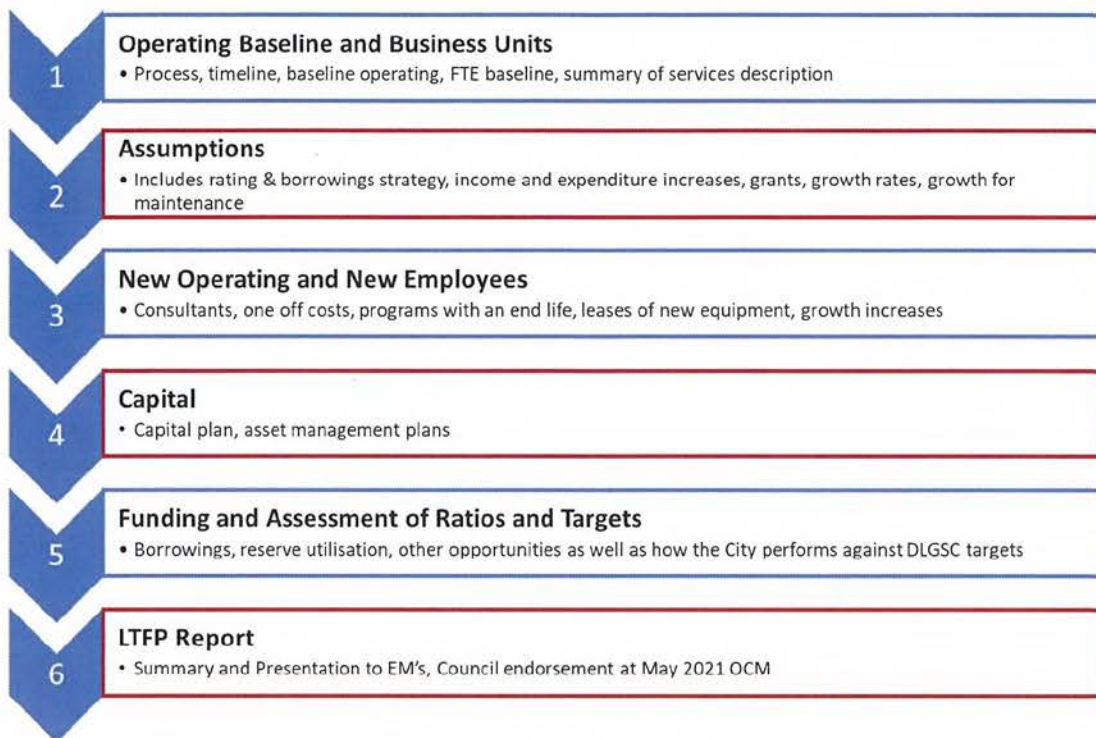 1
Operating Baseline and Business Units
• Process, timeline, baseline operating, FTE baseline, summary of services description
2
Assumptions
• Includes rating & borrowings strategy, income and expenditure increases, grants, growth rates, growth for
maintenance
3
New Operating and New Employees
• Consultants, one off costs, programs with an end life, leases of new equipment, growth increases
4
Capital
• Capital plan, asset management plans
5
Funding and Assessment of Ratios and Targets
• Borrowings, reserve utilisation, other opportunities as well as how the City performs against DLGSC targets
6
LTFP Report
• Summary and Presentation to EM's, Council endorsement at May 2021 OCM